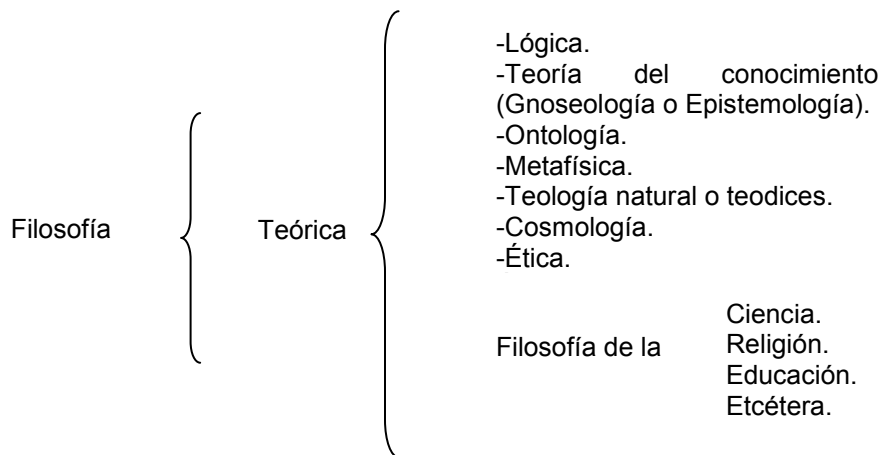 -Lógica.
-Teoría del conocimiento
(Gnoseología o Epistemología).
-Ontología.
-Metafísica.
-Teología natural o teodices.
Filosofía
Teórica
-Cosmología.
-Ética.
Ciencia.
Filosofía de la
Religión.
Educación.
Etcétera.